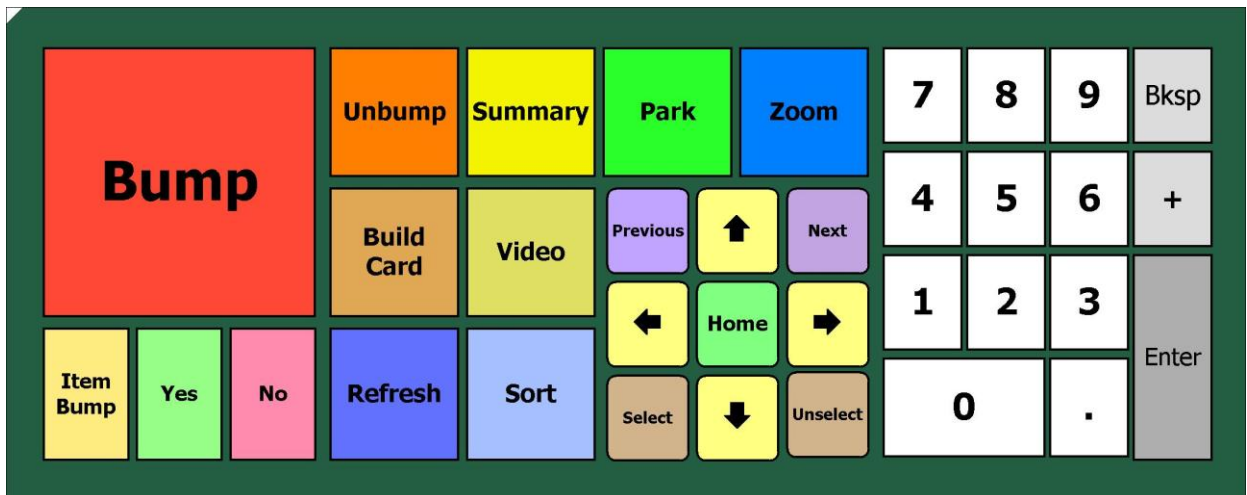 Bump
Unbump
Summary
Park
Zoom
7
8
9
Bksp
Build
Card
Video
Previous
Next
4
5
6
+
Home
1
2
3
Enter
Item
Bump
Yes
No
Refresh
Sort
Select
Unselect
0
.